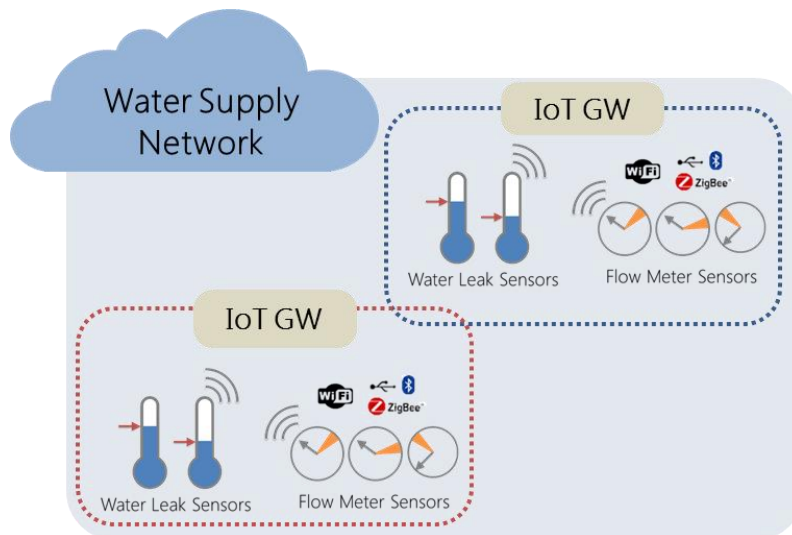 Water Supply
Network
IoT GW
WiFi
ZigBee
Water Leak Sensors
Flow Meter Sensors
IoT GW
WiFi
ZigBee
Water Leak Sensors
Flow Meter Sensors